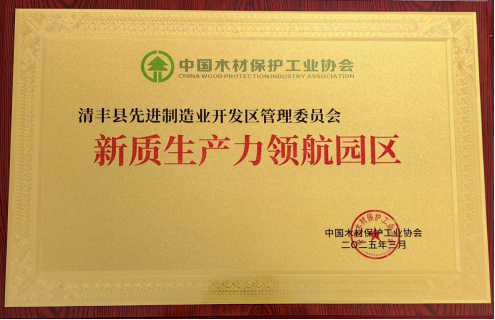 中国木材保护工业协会
CHINA WOOD PROTECTION INDUSTRY ASSOCIATION
清丰县先进制造业开发区管理委员会
新质生产力领航园区
中国木材保护工业协会
二〇二五年三月